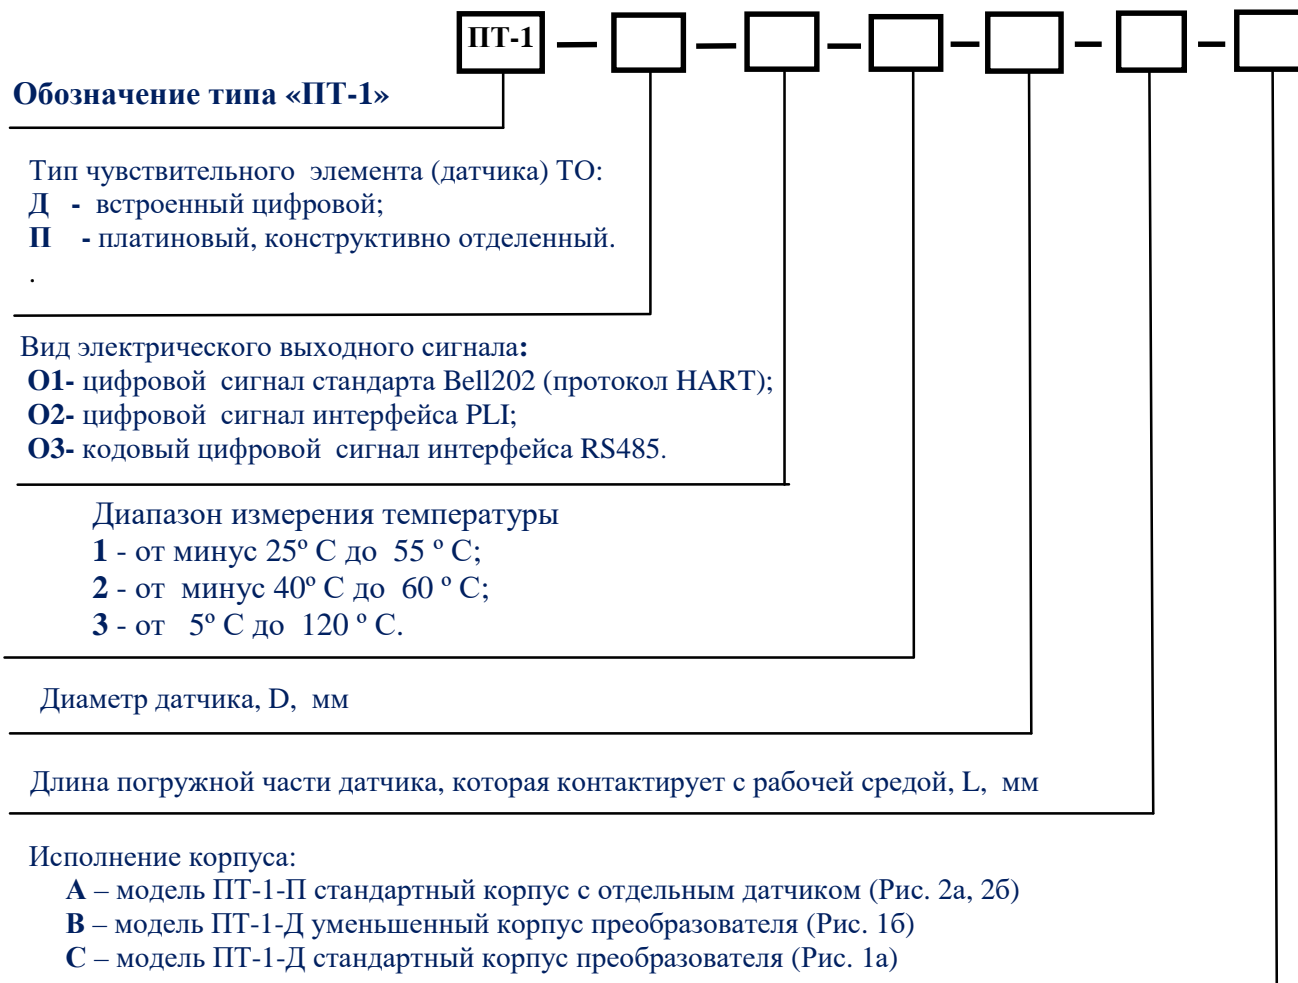 ПТ-1
Обозначение типа «ПТ-1»
Тип чувствительного элемента (датчика) ТО:
Д - встроенный цифровой;
П - платиновый, конструктивно отделенный.
.
Вид электрического выходного сигнала:
О1- цифровой сигнал стандарта Bell202 (протокол HART);
О2- цифровой сигнал интерфейса PLI;
О3- кодовый цифровой сигнал интерфейса RS485.
Диапазон измерения температуры
1 - от минус 25º С до 55 º С;
2 - от минус 40º С до 60 º С;
3 - от 5º С до 120 º С.
Диаметр датчика, D, мм
Длина погружной части датчика, которая контактирует с рабочей средой, L, мм
Исполнение корпуса:
А – модель ПТ-1-П стандартный корпус с отдельным датчиком (Рис. 2а, 2б)
В – модель ПТ-1-Д уменьшенный корпус преобразователя (Рис. 1б)
С – модель ПТ-1-Д стандартный корпус преобразователя (Рис. 1а)